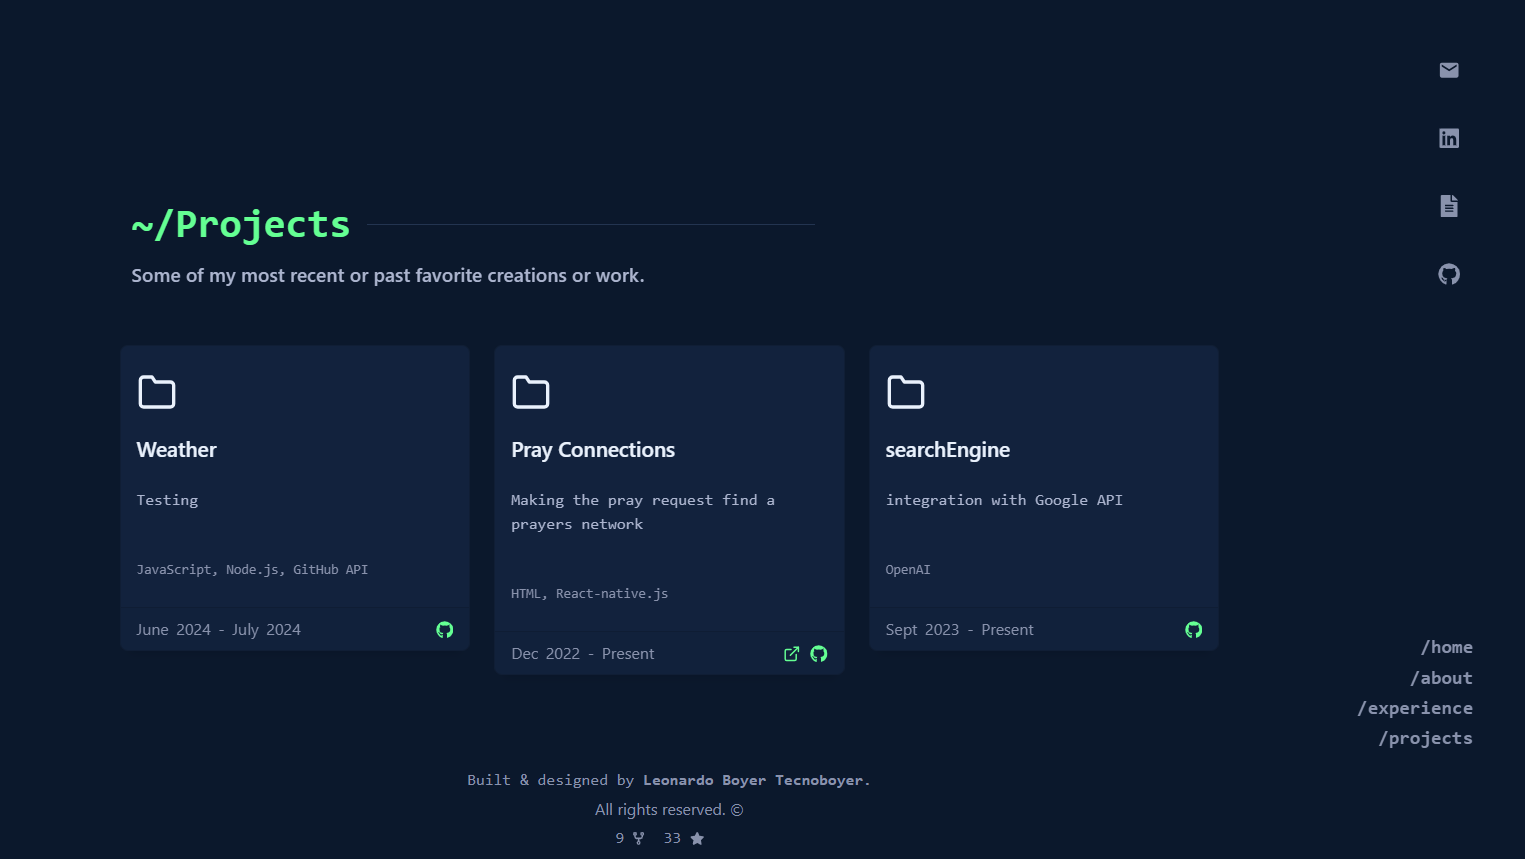 ~/Projects
Some of my most recent or past favorite creations or work.
Weather
Testing
JavaScript, Node.js, GitHub API
June 2024 - July 2024
Pray Connections
Making the pray request find a
prayers network
HTML, React-native.js
Dec 2022 - Present
searchEngine
integration with Google API
OpenAI
Sept 2023 - Present
/home
/about
/experience
/projects
Built & designed by Leonardo Boyer Tecnoboyer.
All rights reserved. ©
9 33